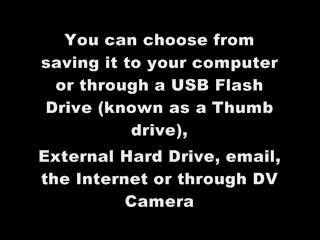 You can choose from
saving it to your computer
or through a USB Flash
Drive (known as a Thumb
drive),
External Hard Drive, email,
the Internet or through DV
Camera